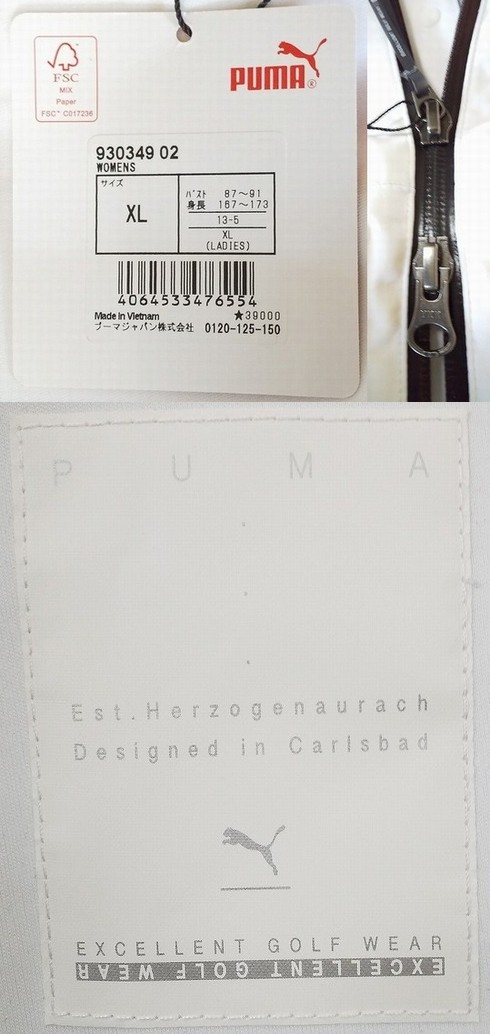 FSC
MIX
Paper
FSC™ C017236
PUMA®
930349 02
WOMENS
サイズ
XL
バスト 87～91
身長 167～173
13-5
XL
(LADIES)
4064533476554
Made in Vietnam
★39000
プーマジャパン株式会社 0120-125-150
PUMA
Est.Herzogenaurach
Designed in Carlsbad
EXCELLENT GOLF WEAR
EXCELLENT GOLF WEAR